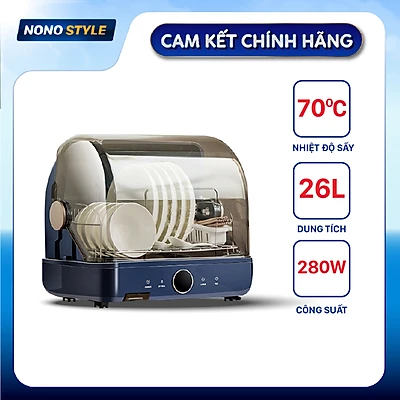 NONO STYLE
CAM KẾT CHÍNH HÃNG
70°C
NHIỆT ĐỘ SẤY
26L
DUNG TÍCH
280W
CÔNG SUẤT